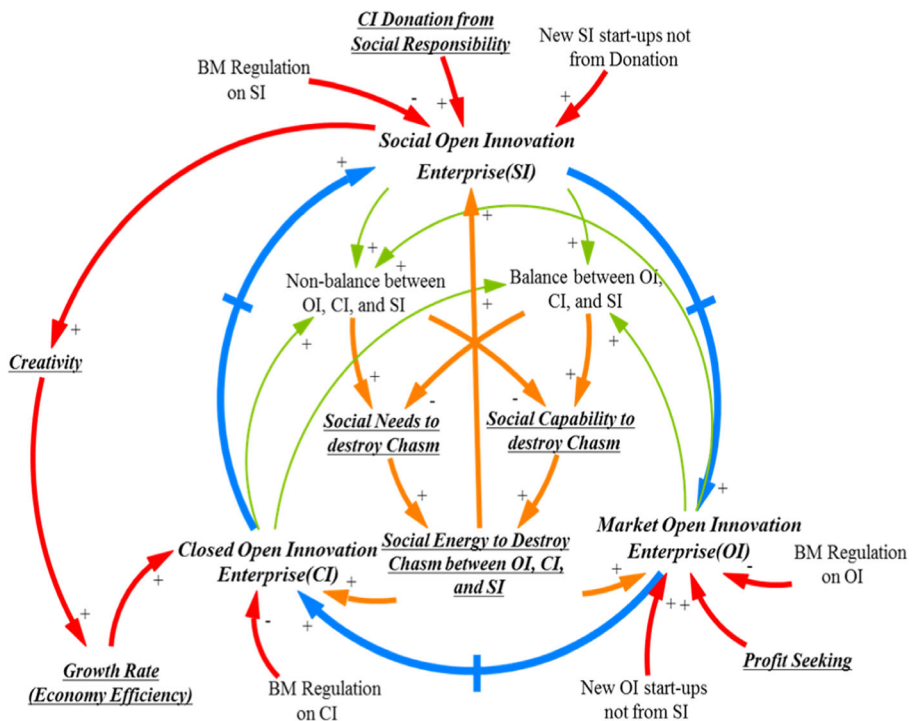 CI Donation from
Social Responsibility
New SI start-ups not
from Donation
BM Regulation
on SI
-
+
+
Social Open Innovation
Enterprise(SI)
+
+
+
+
+
Non-balance between
OI, CI, and SI
Balance between OI,
CI, and SI
+
+
+
+
Creativity
+
+
-
-
Social Needs to
destroy Chasm
Social Capability to
destroy Chasm
+
+
+
Closed Open Innovation
Enterprise(CI)
Social Energy to Destroy
Chasm between OI, CI,
and SI
Market Open Innovation
Enterprise(OI)
BM Regulation
on OI
-
+
+
+
+
-
+
+ +
Growth Rate
(Economy Efficiency)
BM Regulation
on CI
New OI start-ups
not from SI
Profit Seeking